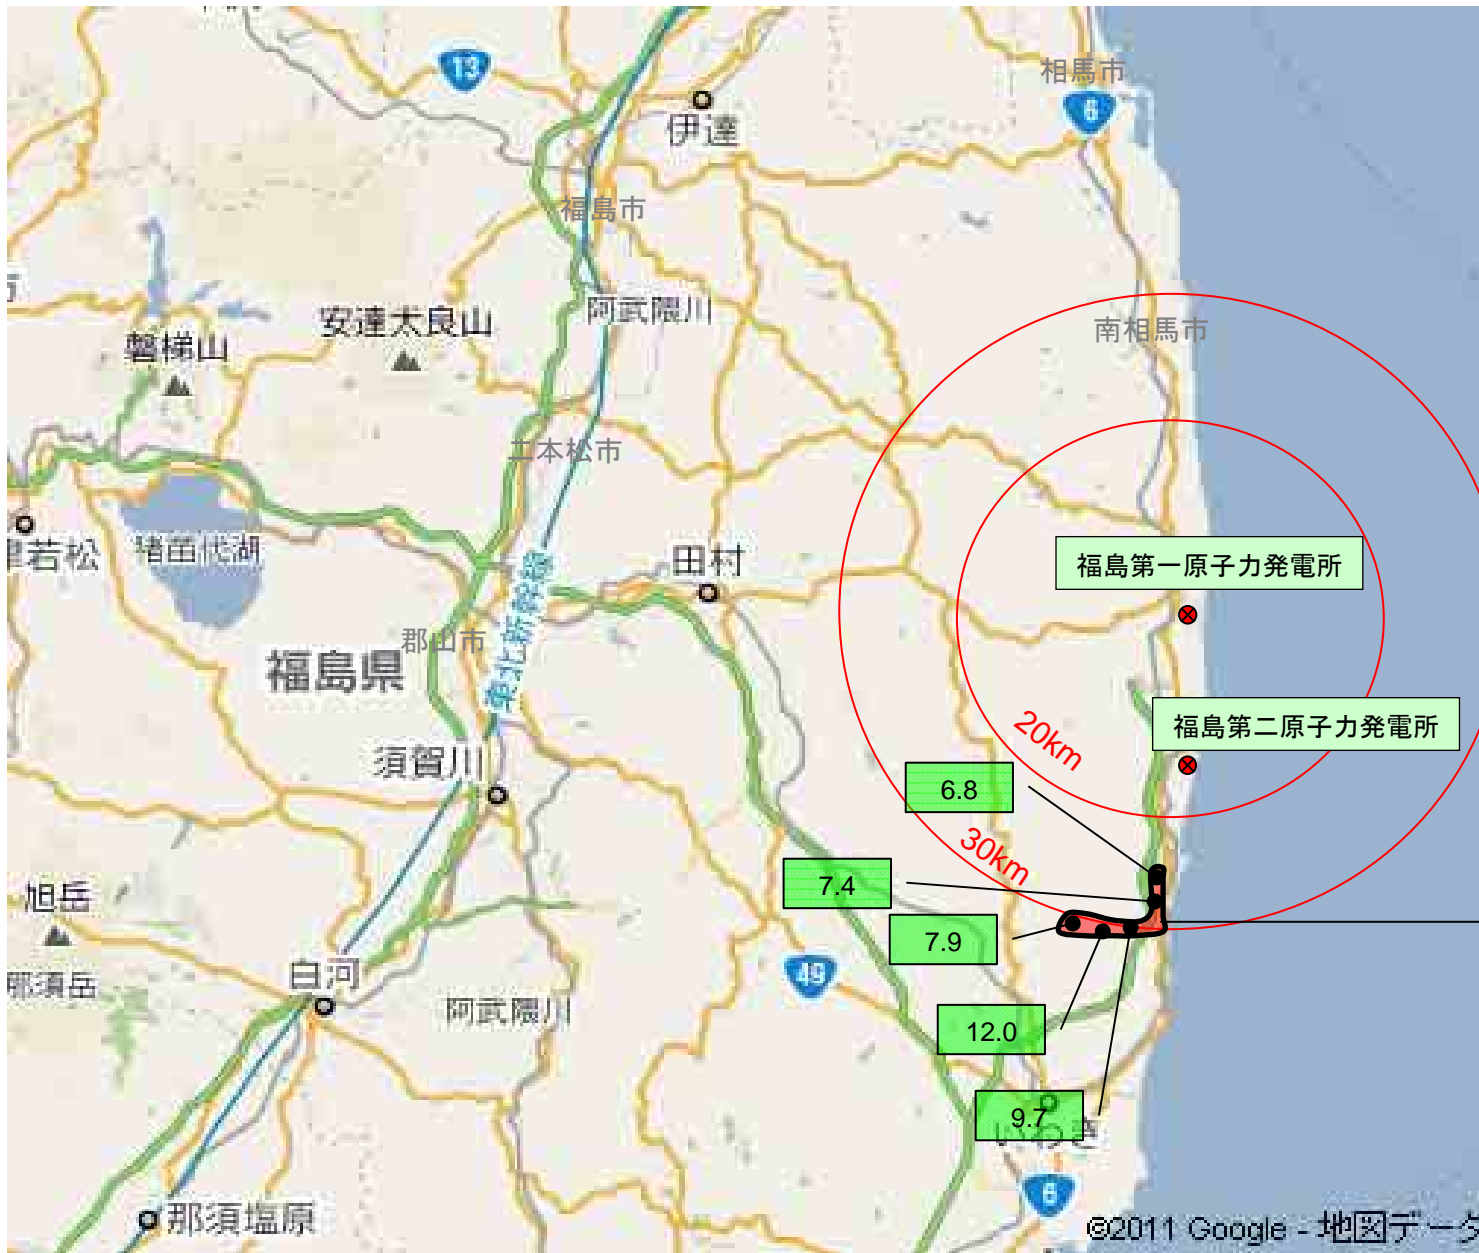 13
相馬市
6
伊達
福島市
阿武隈川
安達太良山
磐梯山
南相馬市
二本松市
猪苗代湖
若松
田村
福島第一原子力発電所
東北新幹線
郡山市
福島県
20km
福島第二原子力発電所
須賀川
6.8
30km
7.4
旭岳
7.9
白河
49
那須岳
阿武隈川
12.0
9.7
いわき
6
那須塩原
©2011 Google - 地図データ